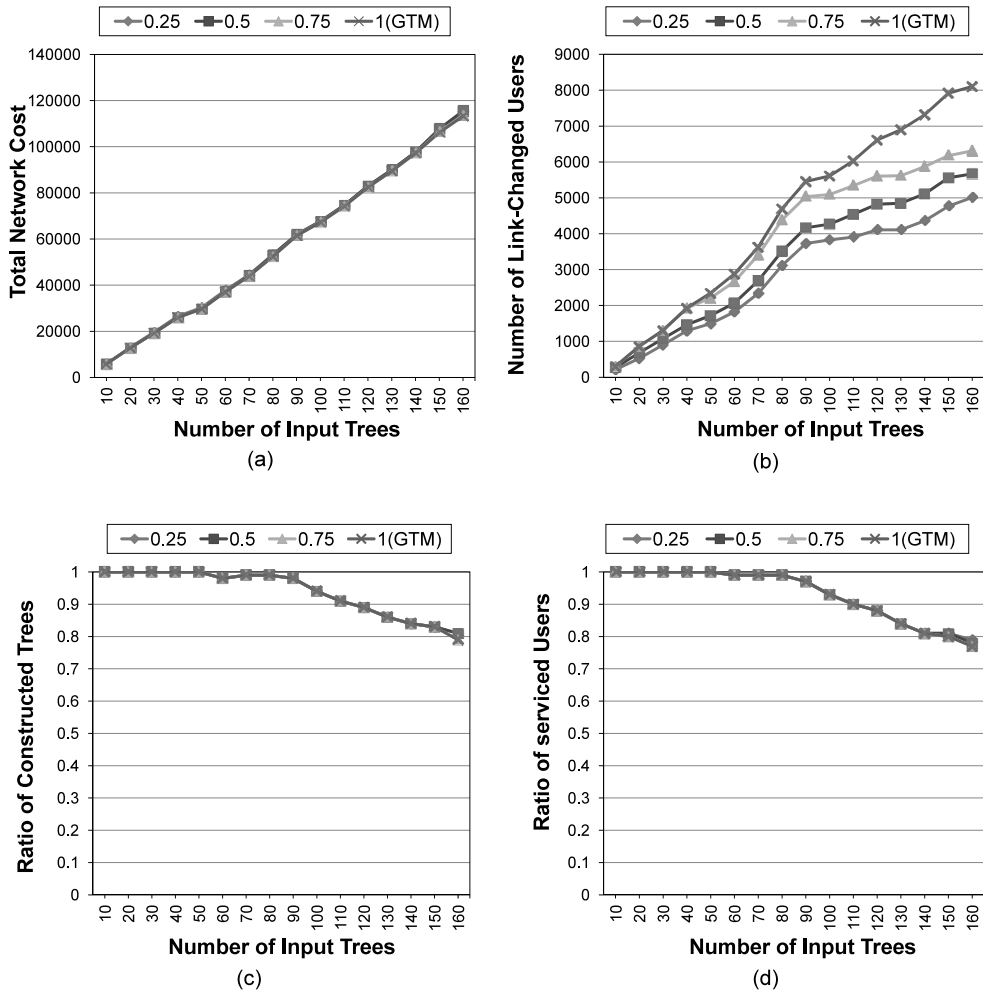 0.25 0.5 0.75 1(GTM)
Total Network Cost
140000
120000
100000
80000
60000
40000
20000
0
10 20 30 40 50 60 70 80 90 100 110 120 130 140 150 160
Number of Input Trees
(a)
0.25 0.5 0.75 1(GTM)
Number of Link-Changed Users
9000
8000
7000
6000
5000
4000
3000
2000
1000
0
10 20 30 40 50 60 70 80 90 100 110 120 130 140 150 160
Number of Input Trees
(b)
0.25 0.5 0.75 1(GTM)
Ratio of Constructed Trees
1
0.9
0.8
0.7
0.6
0.5
0.4
0.3
0.2
0.1
0
10 20 30 40 50 60 70 80 90 100 110 120 130 140 150 160
Number of Input Trees
(c)
0.25 0.5 0.75 1(GTM)
Ratio of serviced Users
1
0.9
0.8
0.7
0.6
0.5
0.4
0.3
0.2
0.1
0
10 20 30 40 50 60 70 80 90 100 110 120 130 140 150 160
Number of Input Trees
(d)